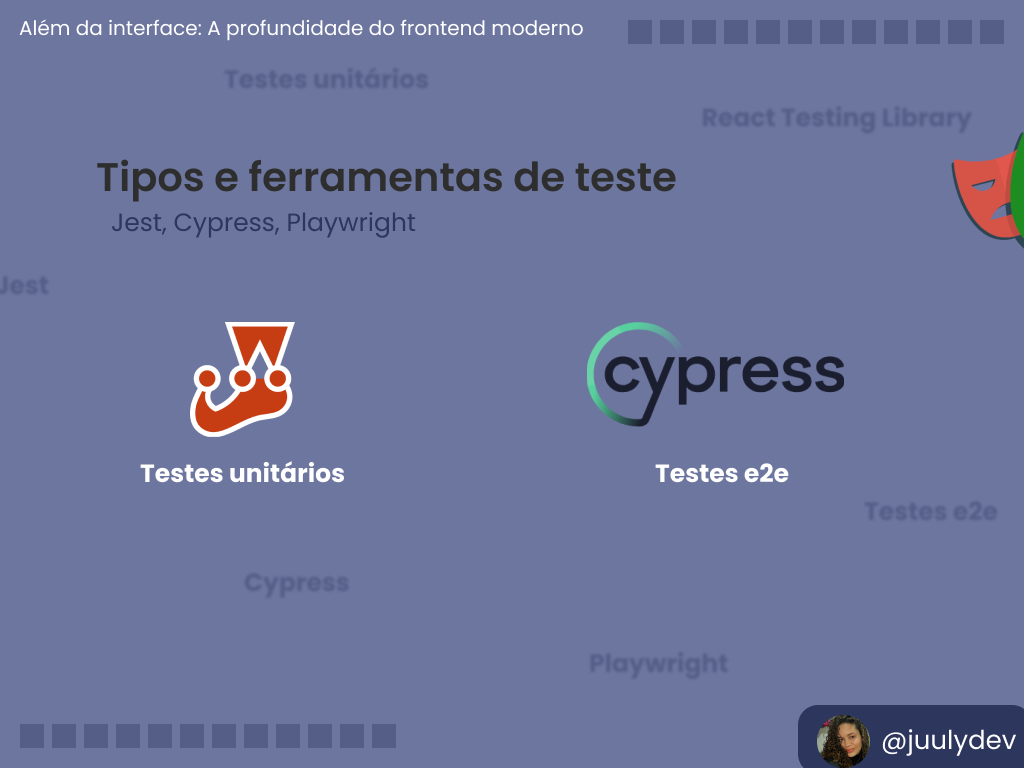 Além da interface: A profundidade do frontend moderno
Testes unitários
React Testing Library
Tipos e ferramentas de teste
Jest, Cypress, Playwright
Jest
cypress
Testes unitários
Testes e2e
Testes e2e
Cypress
Playwright
@juulydev